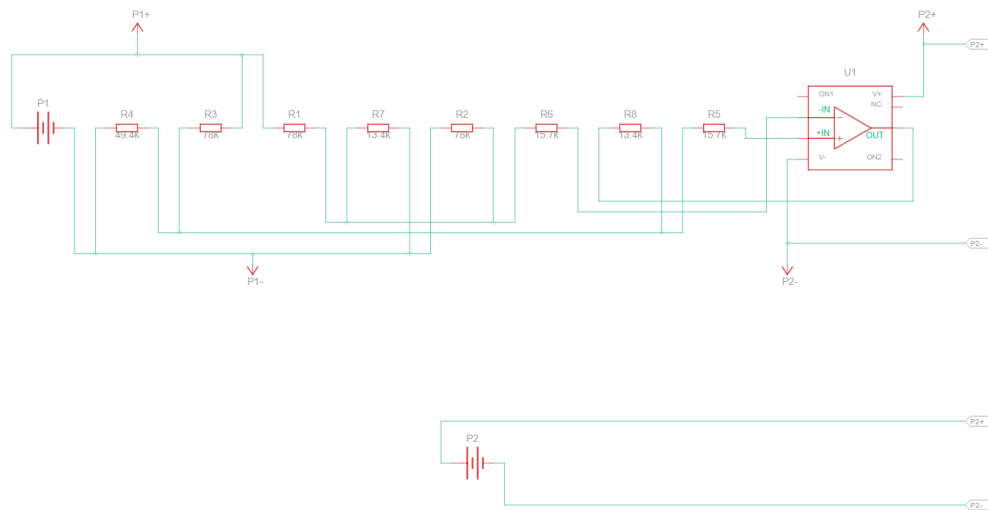 P1+
P2+
P2+
U1
P1
R4
R3
R1
R7
R2
R6
R8
R5
49.4k
78k
78k
13.4k
78k
15.7k
13.4k
15.7k
ON1
V+
NC
-IN
+IN
OUT
V-
ON2
P2-
P1-
P2-
P2+
P2
P2-